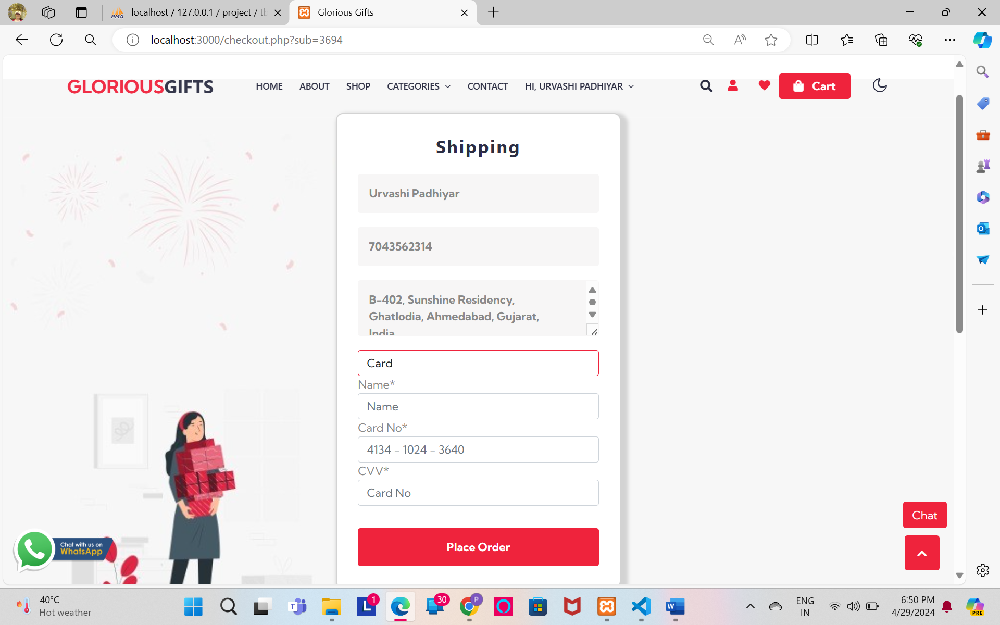 localhost / 127.0.0.1 / project / tb
Glorious Gifts
localhost:3000/checkout.php?sub=3694
GLORIOUSGIFTS
HOME
ABOUT
SHOP
CATEGORIES
CONTACT
HI, URVASHI PADHIYAR
Cart
Shipping
Urvashi Padhiyar
7043562314
B-402, Sunshine Residency,
Ghatlodia, Ahmedabad, Gujarat,
India
Card
Name*
Name
Card No*
4134 - 1024 - 3640
CVV*
Card No
Place Order
Chat
Chat with us on
WhatsApp
40°C
Hot weather
1
30
P
ENG
IN
6:50 PM
4/29/2024
PRE